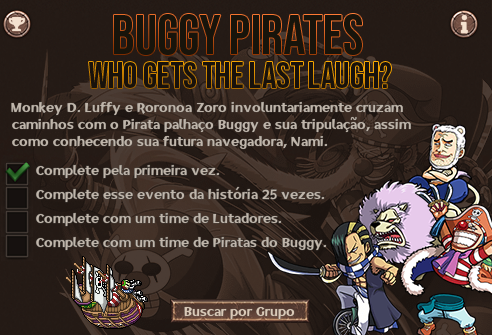 BUGGY PIRATES
WHO GETS THE LAST LAUGH?
Monkey D. Luffy e Roronoa Zoro involuntariamente cruzam
caminhos com o Pirata palhaço Buggy e sua tripulação, assim
como conhecendo sua futura navegadora, Nami.
Complete pela primeira vez.
Complete esse evento da história 25 vezes.
Complete com um time de Lutadores.
Complete com um time de Piratas do Buggy.
Buscar por Grupo